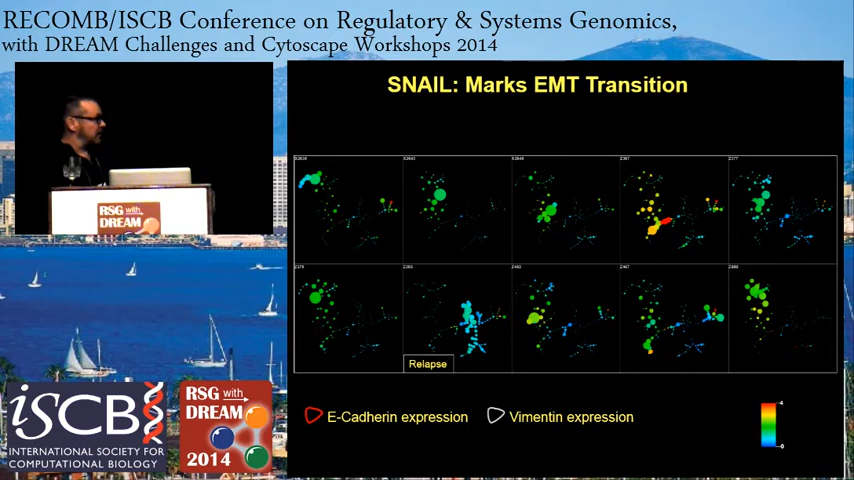 RECOMB/ISCB Conference on Regulatory & Systems Genomics,
with DREAM Challenges and Cytoscape Workshops 2014
SNAIL: Marks EMT Transition
Relapse
E-Cadherin expression
Vimentin expression
4
0
RSG with
DREAM
iSCB
INTERNATIONAL SOCIETY FOR
COMPUTATIONAL BIOLOGY
RSG with
DREAM
2014